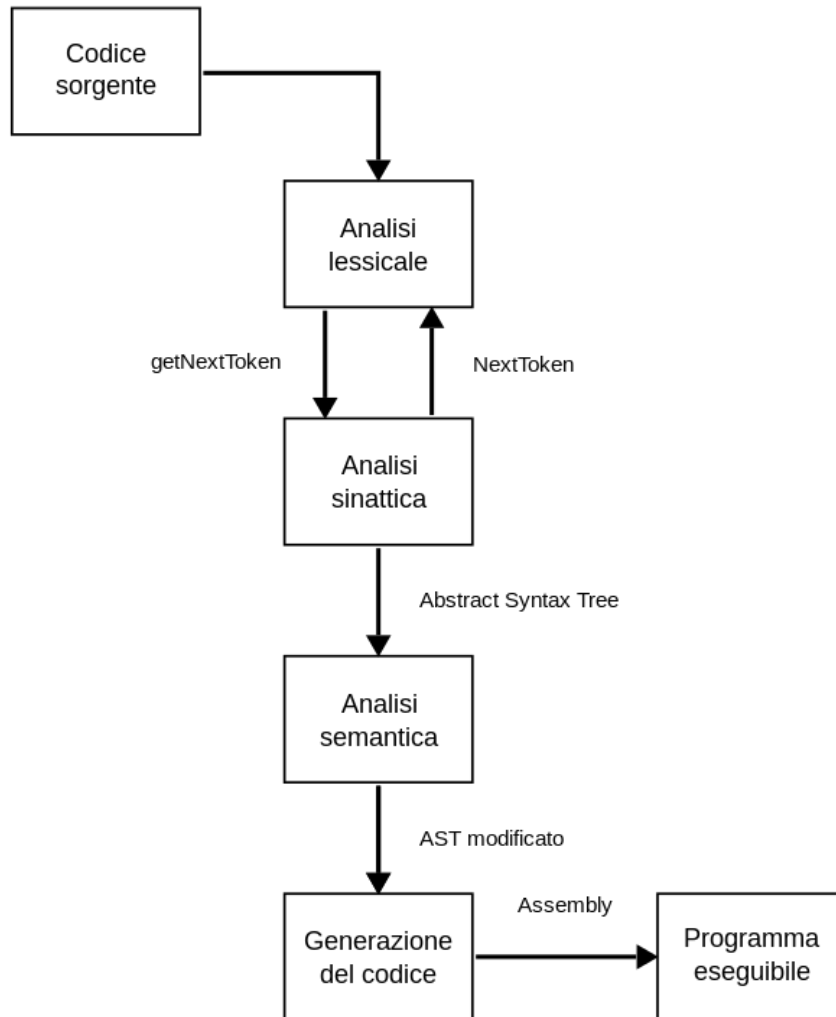 Codice
sorgente
Analisi
lessicale
getNextToken
NextToken
Analisi
sinattica
Abstract Syntax Tree
Analisi
semantica
AST modificato
Generazione
del codice
Assembly
Programma
eseguibile